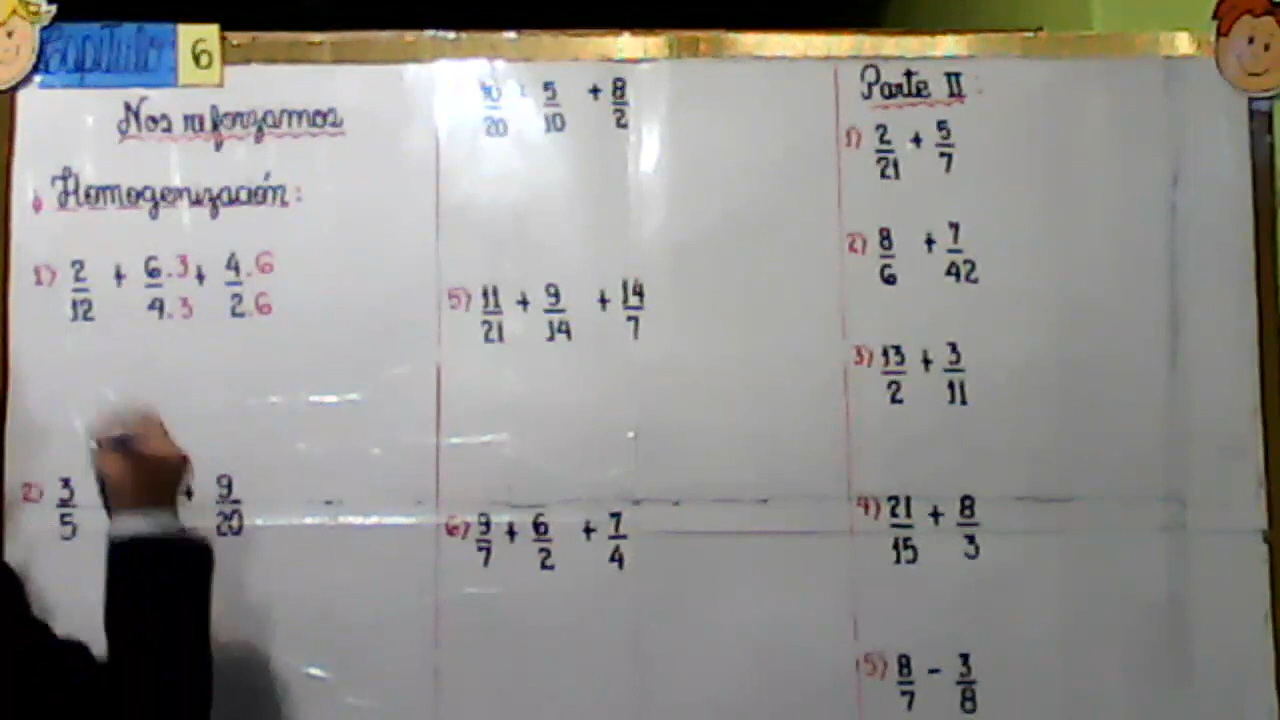 Capitulo 6
Nos reforzamos
Homogenización:
1) 2/12 + 6.3/4.3 + 4.6/2.6
2) 3/5 + 9/20
5/10 + 8/2
5) 11/21 + 9/14 + 14/7
6) 9/7 + 6/2 + 7/4
Parte II :
1) 2/21 + 5/7
2) 8/6 + 7/42
3) 13/2 + 3/11
4) 21/15 + 8/3
5) 8/7 - 3/8